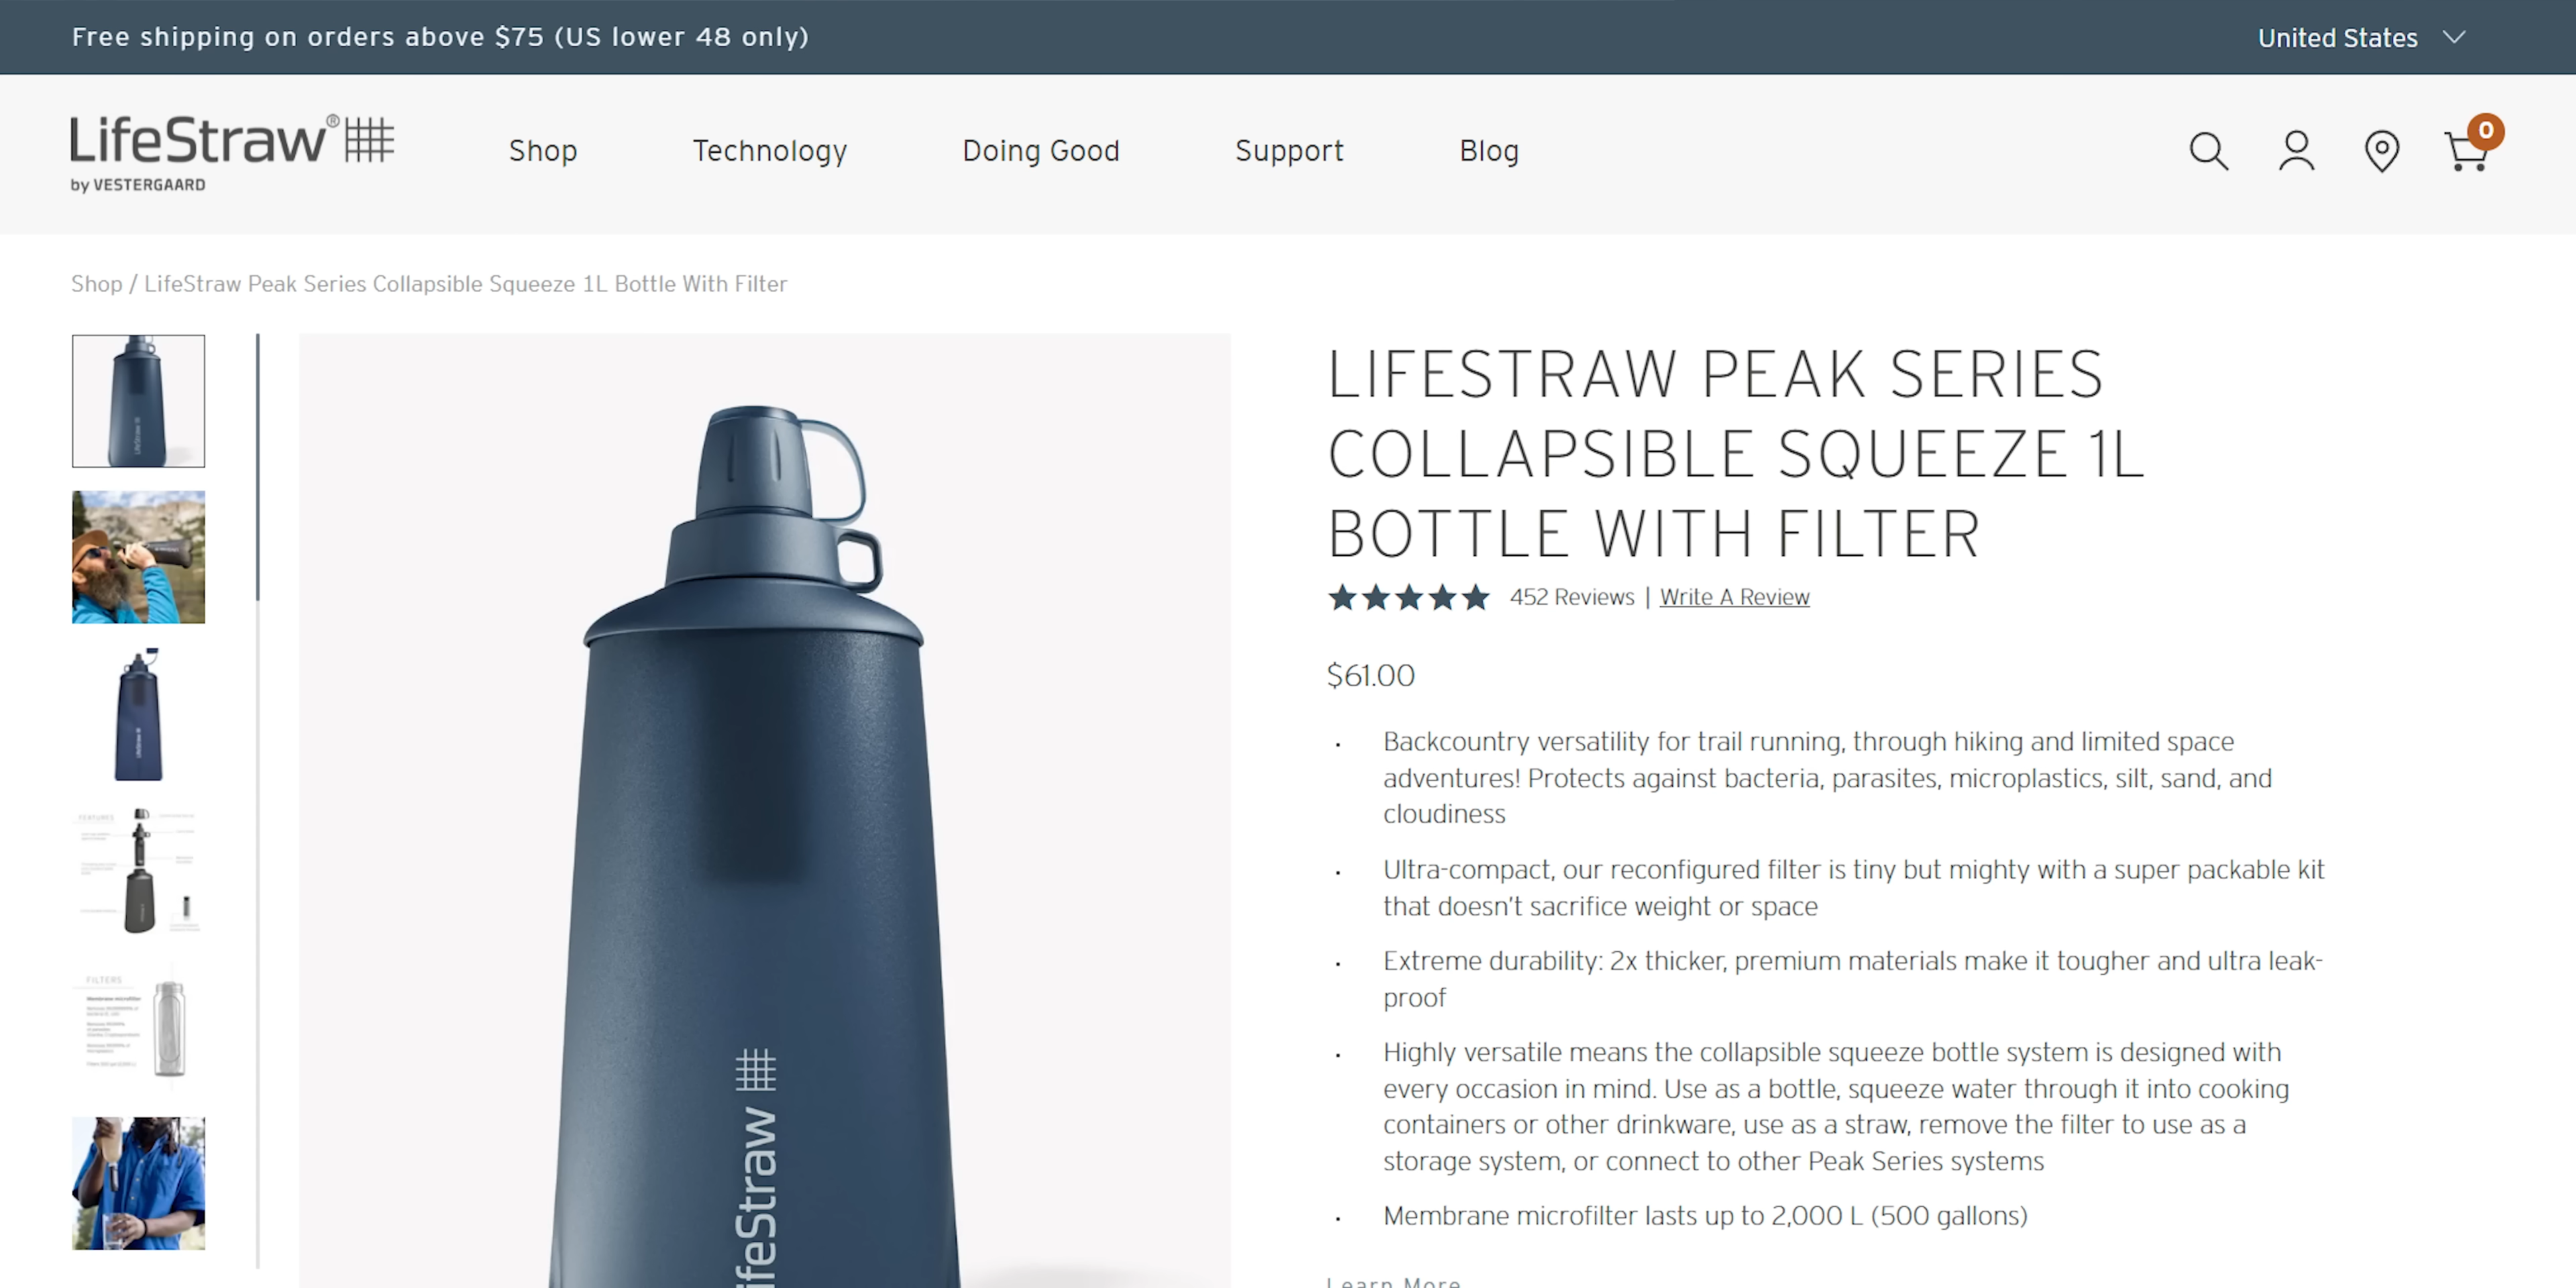 Free shipping on orders above $75 (US lower 48 only)
United States
LifeStraw®
by VESTERGAARD
Shop
Technology
Doing Good
Support
Blog
0
Shop / LifeStraw Peak Series Collapsible Squeeze 1L Bottle With Filter
FEATURES
FILTERS
Membrane microfilter
LifeStraw
LIFESTRAW PEAK SERIES
COLLAPSIBLE SQUEEZE 1L
BOTTLE WITH FILTER
452 Reviews | Write A Review
$61.00
· Backcountry versatility for trail running, through hiking and limited space
adventures! Protects against bacteria, parasites, microplastics, silt, sand, and
cloudiness
· Ultra-compact, our reconfigured filter is tiny but mighty with a super packable kit
that doesn't sacrifice weight or space
· Extreme durability: 2x thicker, premium materials make it tougher and ultra leak-
proof
· Highly versatile means the collapsible squeeze bottle system is designed with
every occasion in mind. Use as a bottle, squeeze water through it into cooking
containers or other drinkware, use as a straw, remove the filter to use as a
storage system, or connect to other Peak Series systems
· Membrane microfilter lasts up to 2,000 L (500 gallons)
Learn More